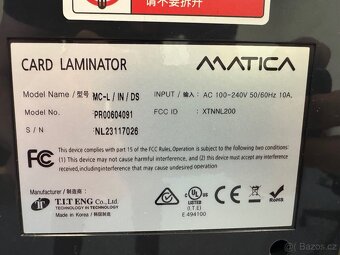 请不要拆开
CARD LAMINATOR
MATICA
Model Name / 型号 MC-L / IN / DS
INPUT / 输入 : AC 100-240V 50/60Hz 10A.
Model No. PR00604091
FCC ID : XTNNL200
S / N NL23117026
FC
This device complies with part 15 of the FCC Rules, Operation is subject to the following two conditions.
(1) This device may cause harmful interference, and
(2) This device must accept any interference received, including
interference that may cause undesired operation.
Manufacturer / 制造商 :
T.I.T ENG Co., Ltd.
TECHNOLOGY IN TECHNOLOGY
Made in Korea / 韩国制造
CE
c UL us
LISTED
(I.T.E)
E 494100
bazos.cz